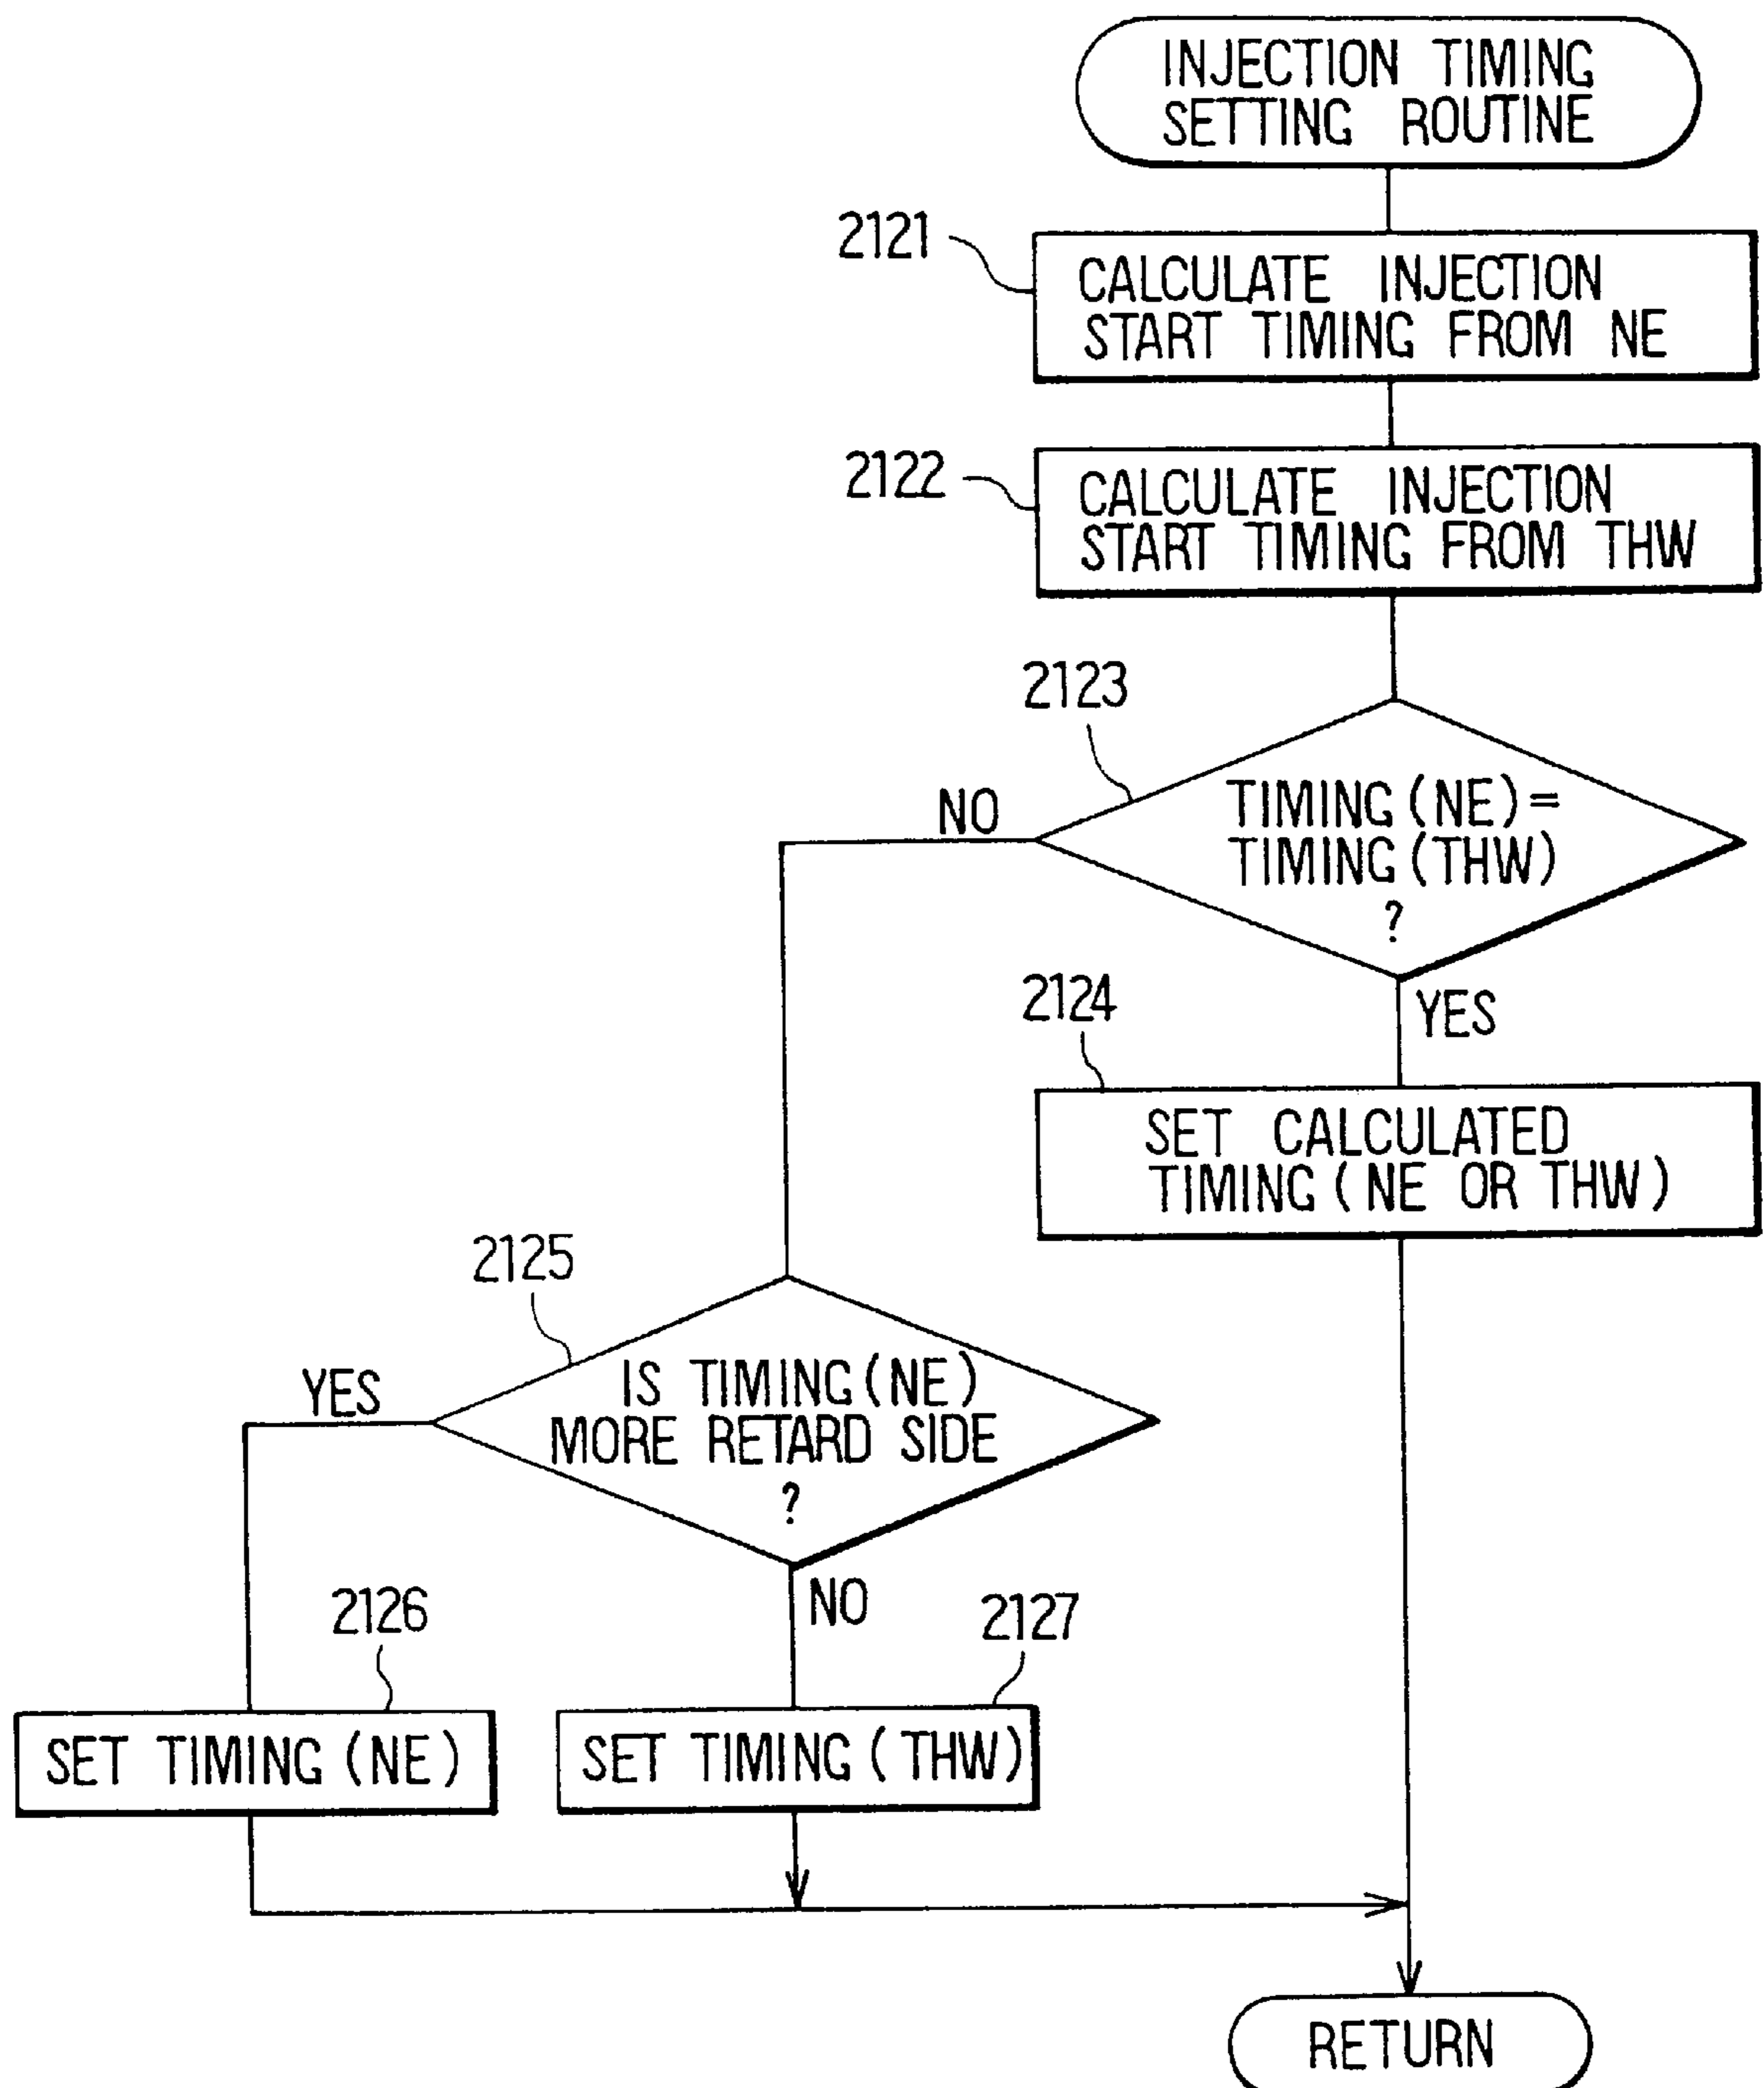 INJECTION TIMING
SETTING ROUTINE
2121
CALCULATE INJECTION
START TIMING FROM NE
2122
CALCULATE INJECTION
START TIMING FROM THW
2123
NO
TIMING (NE) =
TIMING (THW)
?
YES
2124
SET CALCULATED
TIMING ( NE OR THW )
2125
YES
IS TIMING (NE)
MORE RETARD SIDE
?
NO
2126
2127
SET TIMING (NE)
SET TIMING ( THW )
RETURN